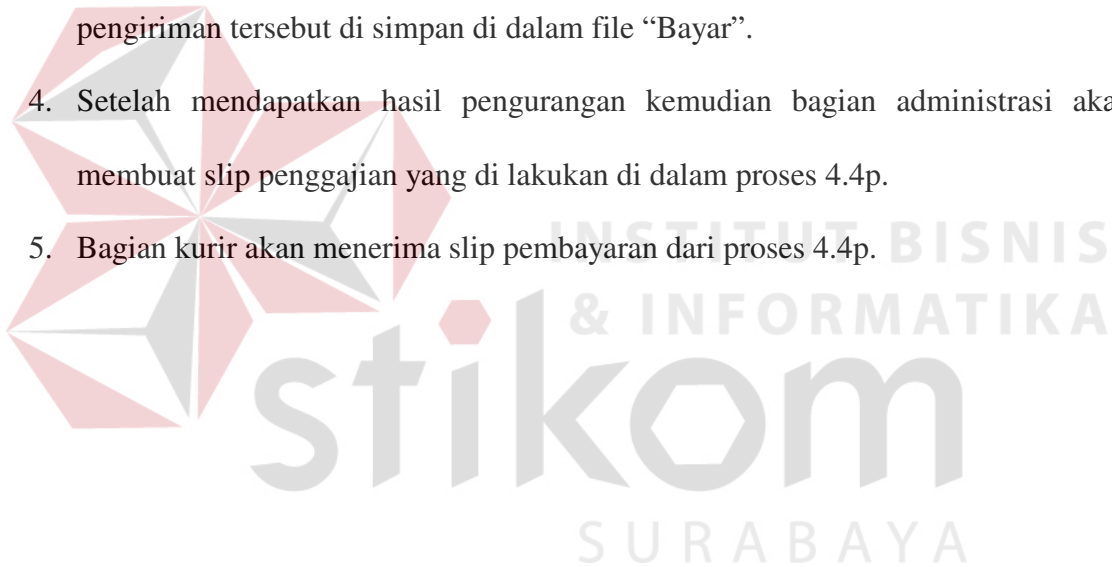 pengiriman tersebut di simpan di dalam file “Bayar”.
4. Setelah mendapatkan hasil pengurangan kemudian bagian administrasi aka
membuat slip penggajian yang di lakukan di dalam proses 4.4p.
5. Bagian kurir akan menerima slip pembayaran dari proses 4.4p.
INSTITUT BISNIS
& INFORMATIKA
stikom
SURABAYA